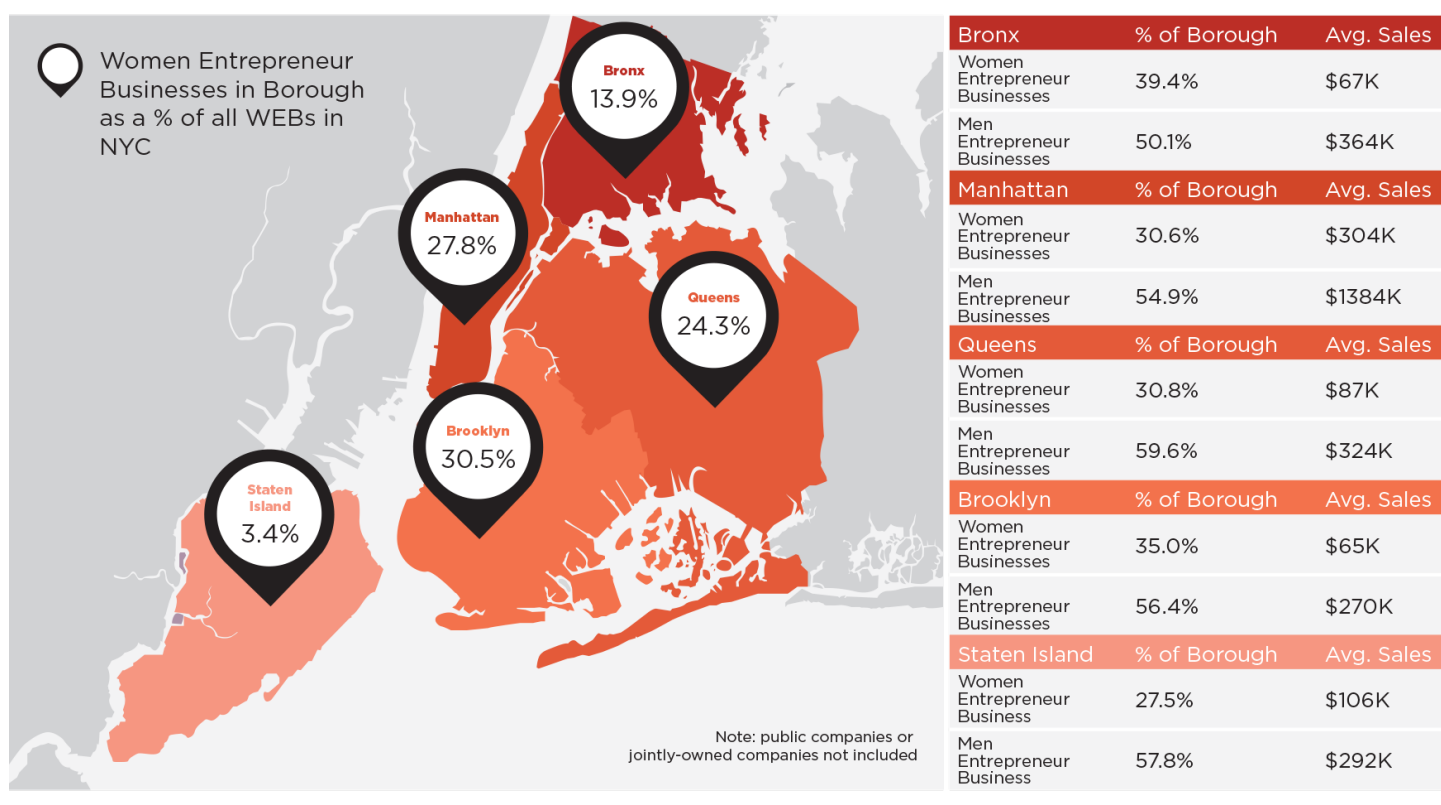 Women Entrepreneur
Businesses in Borough
as a % of all WEBs in
NYC
Bronx
13.9%
Manhattan
27.8%
Queens
24.3%
Brooklyn
30.5%
Staten
Island
3.4%
Note: public companies or
jointly-owned companies not included
Bronx % of Borough Avg. Sales
Women
Entrepreneur
Businesses
39.4% $67K
Men
Entrepreneur
Businesses
50.1% $364K
Manhattan % of Borough Avg. Sales
Women
Entrepreneur
Businesses
30.6% $304K
Men
Entrepreneur
Businesses
54.9% $1384K
Queens % of Borough Avg. Sales
Women
Entrepreneur
Businesses
30.8% $87K
Men
Entrepreneur
Businesses
59.6% $324K
Brooklyn % of Borough Avg. Sales
Women
Entrepreneur
Businesses
35.0% $65K
Men
Entrepreneur
Businesses
56.4% $270K
Staten Island % of Borough Avg. Sales
Women
Entrepreneur
Business
27.5% $106K
Men
Entrepreneur
Business
57.8% $292K